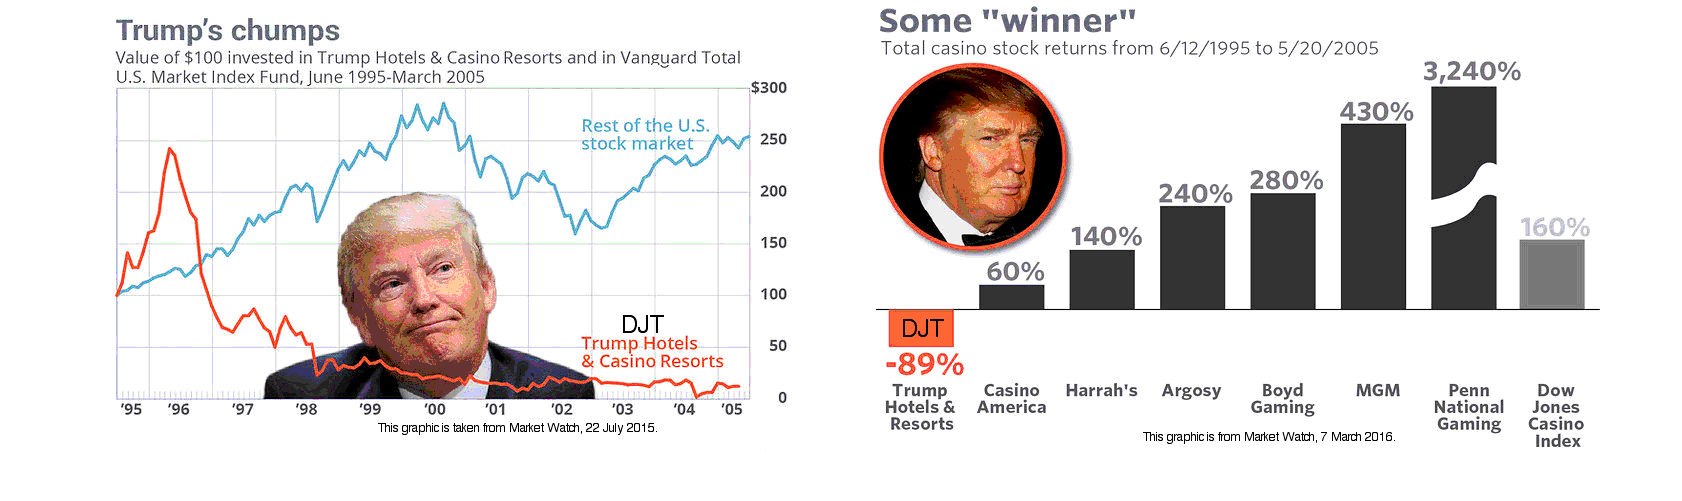 Trump's chumps
Value of $100 invested in Trump Hotels & Casino Resorts and in Vanguard Total
U.S. Market Index Fund, June 1995-March 2005
$300
250
200
150
100
50
0
Rest of the U.S.
stock market
DJT
Trump Hotels
& Casino Resorts
'95 '96 '97 '98 '99 '00 '01 '02 '03 '04 '05
This graphic is taken from Market Watch, 22 July 2015.
Some "winner"
Total casino stock returns from 6/12/1995 to 5/20/2005
DJT
-89%
60%
140%
240%
280%
430%
3,240%
160%
Trump
Hotels &
Resorts
Casino
America
Harrah's
Argosy
Boyd
Gaming
MGM
Penn
National
Gaming
Dow
Jones
Casino
Index
This graphic is from Market Watch, 7 March 2016.